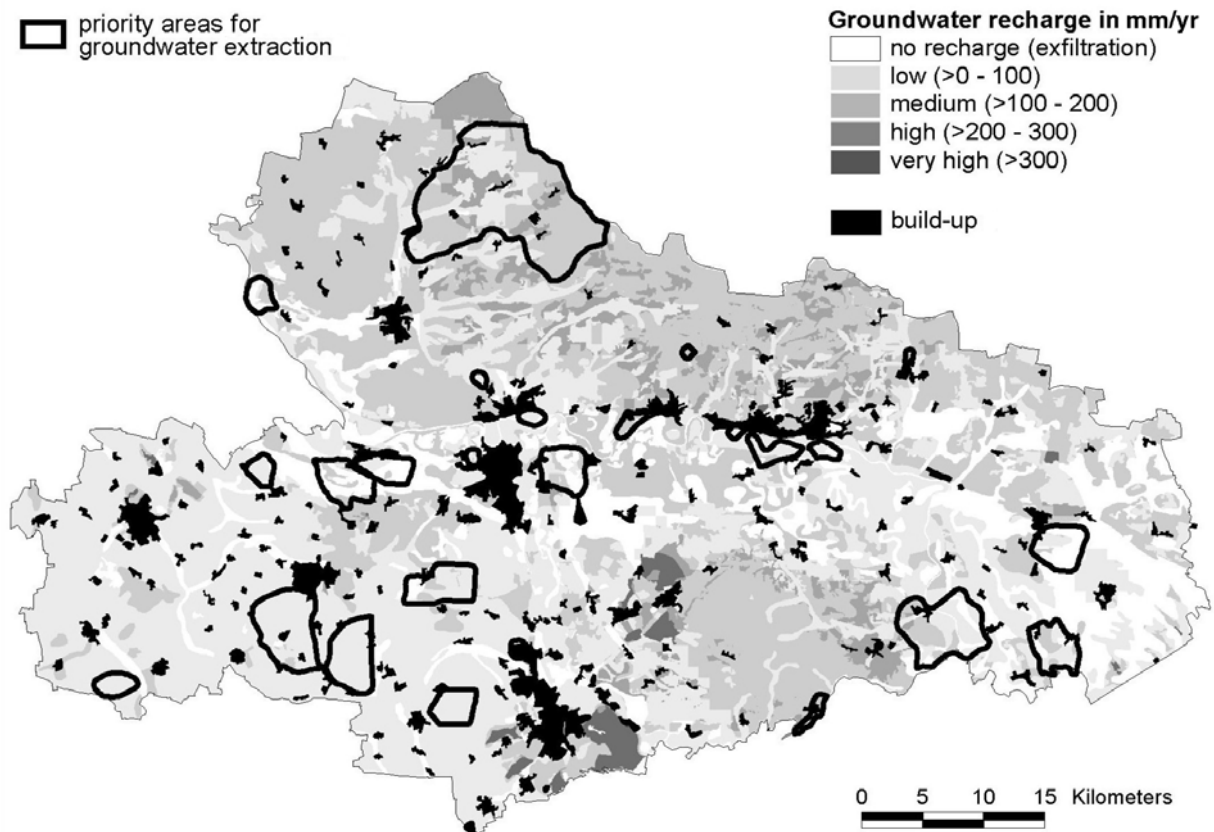 priority areas for
groundwater extraction
Groundwater recharge in mm/yr
no recharge (exfiltration)
low (>0 - 100)
medium (>100 - 200)
high (>200 - 300)
very high (>300)
build-up
0 5 10 15 Kilometers